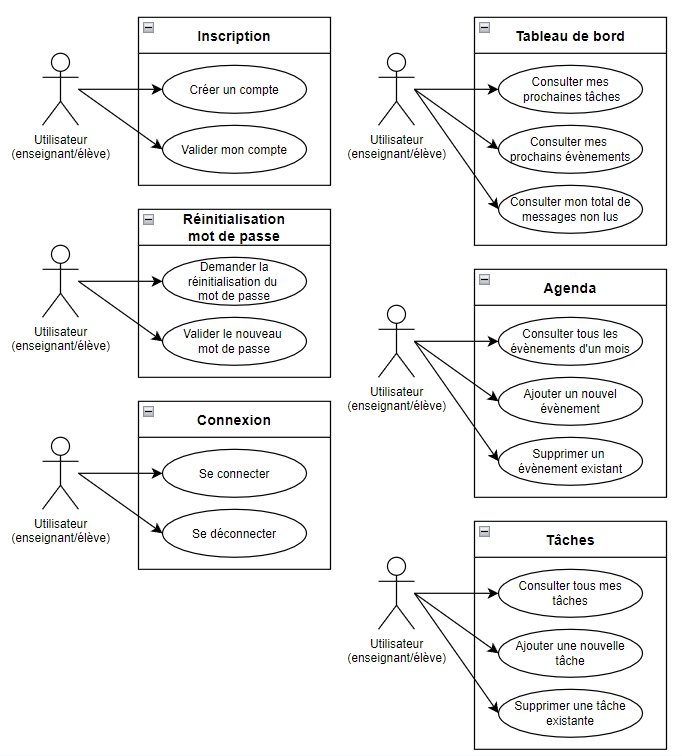 Inscription
Créer un compte
Valider mon compte
Utilisateur
(enseignant/élève)
Réinitialisation
mot de passe
Demander la
réinitialisation du
mot de passe
Valider le nouveau
mot de passe
Utilisateur
(enseignant/élève)
Connexion
Se connecter
Se déconnecter
Utilisateur
(enseignant/élève)
Tableau de bord
Consulter mes
prochaines tâches
Consulter mes
prochains évènements
Consulter mon total de
messages non lus
Utilisateur
(enseignant/élève)
Agenda
Consulter tous les
évènements d'un mois
Ajouter un nouvel
évènement
Supprimer un
évènement existant
Utilisateur
(enseignant/élève)
Tâches
Consulter tous mes
tâches
Ajouter une nouvelle
tâche
Supprimer une tâche
existante
Utilisateur
(enseignant/élève)